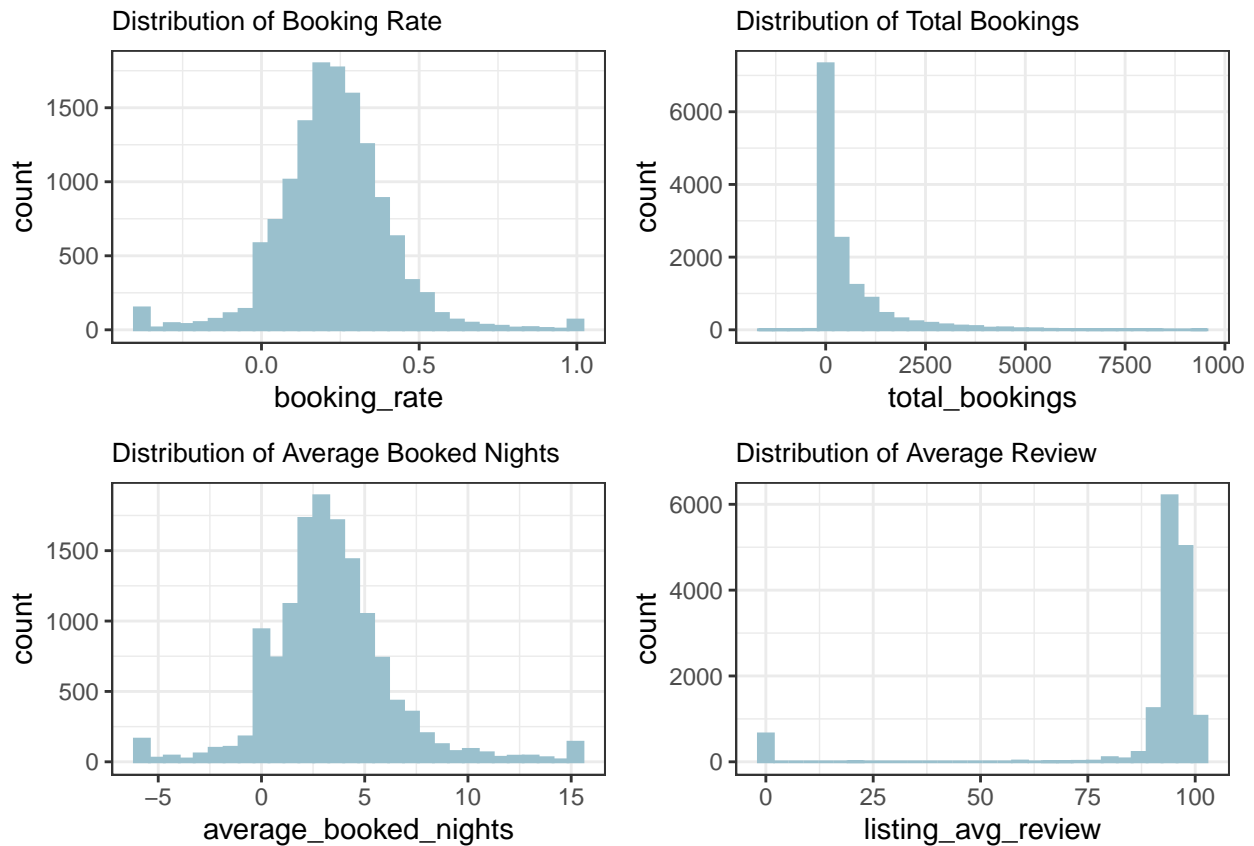 Distribution of Booking Rate
count
1500
1000
500
0
0.0 0.5 1.0
booking_rate
Distribution of Total Bookings
count
6000
4000
2000
0
0 2500 5000 7500 1000
total_bookings
Distribution of Average Booked Nights
count
1500
1000
500
0
−5 0 5 10 15
average_booked_nights
Distribution of Average Review
count
6000
4000
2000
0
0 25 50 75 100
listing_avg_review